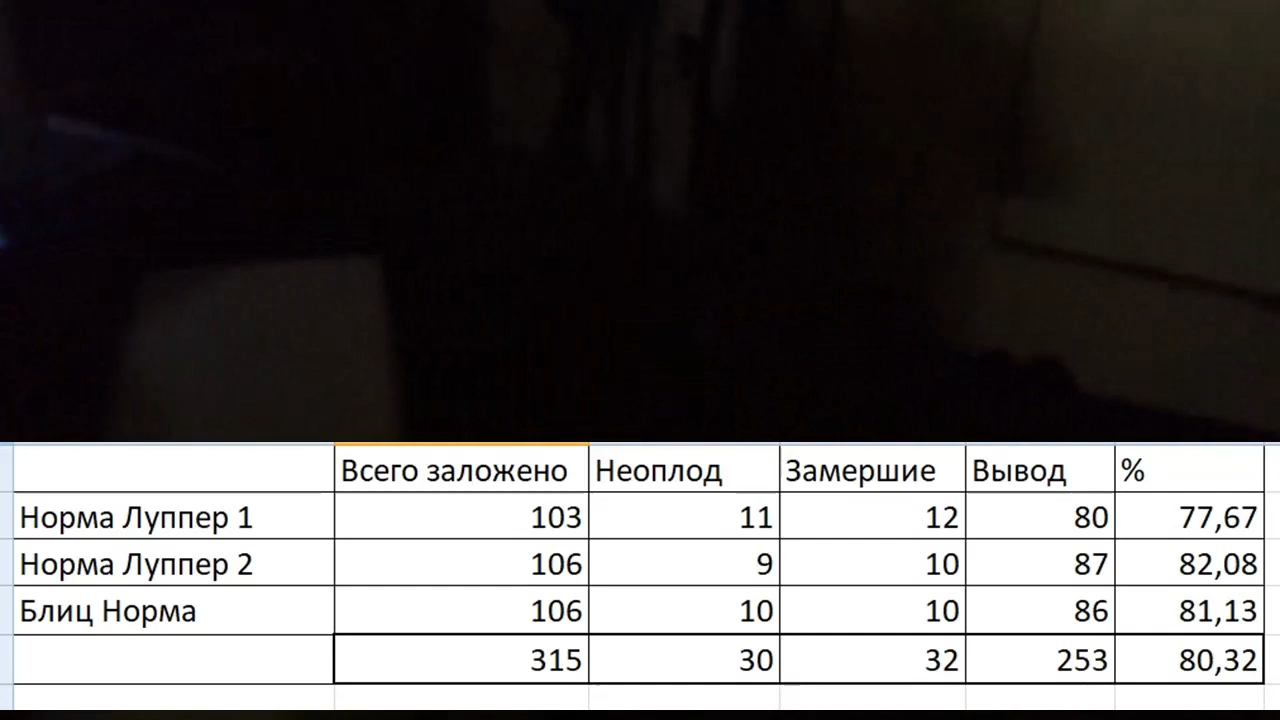 Всего заложено Неоплод Замершие Вывод %
Норма Луппер 1 103 11 12 80 77,67
Норма Луппер 2 106 9 10 87 82,08
Блиц Норма 106 10 10 86 81,13
315 30 32 253 80,32